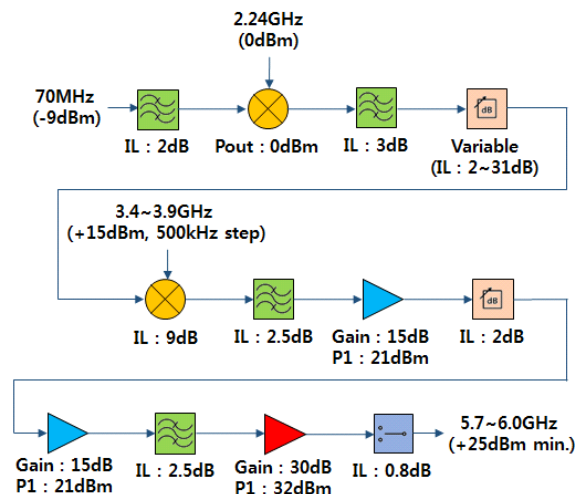 2.24GHz
(0dBm)
70MHz
(-9dBm)
IL : 2dB
Pout : 0dBm
IL : 3dB
dB
Variable
(IL : 2~31dB)
3.4~3.9GHz
(+15dBm, 500kHz step)
IL : 9dB
IL : 2.5dB
Gain : 15dB
P1 : 21dBm
dB
IL : 2dB
Gain : 15dB
P1 : 21dBm
IL : 2.5dB
Gain : 30dB
P1 : 32dBm
IL : 0.8dB
5.7~6.0GHz
(+25dBm min.)